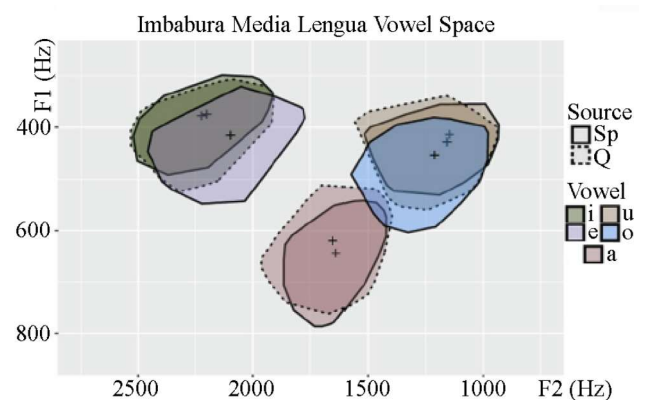 Imbabura Media Lengua Vowel Space
F1 (Hz)
400
600
800
2500 2000 1500 1000 F2 (Hz)
Source
Sp
Q
Vowel
i u
e o
a